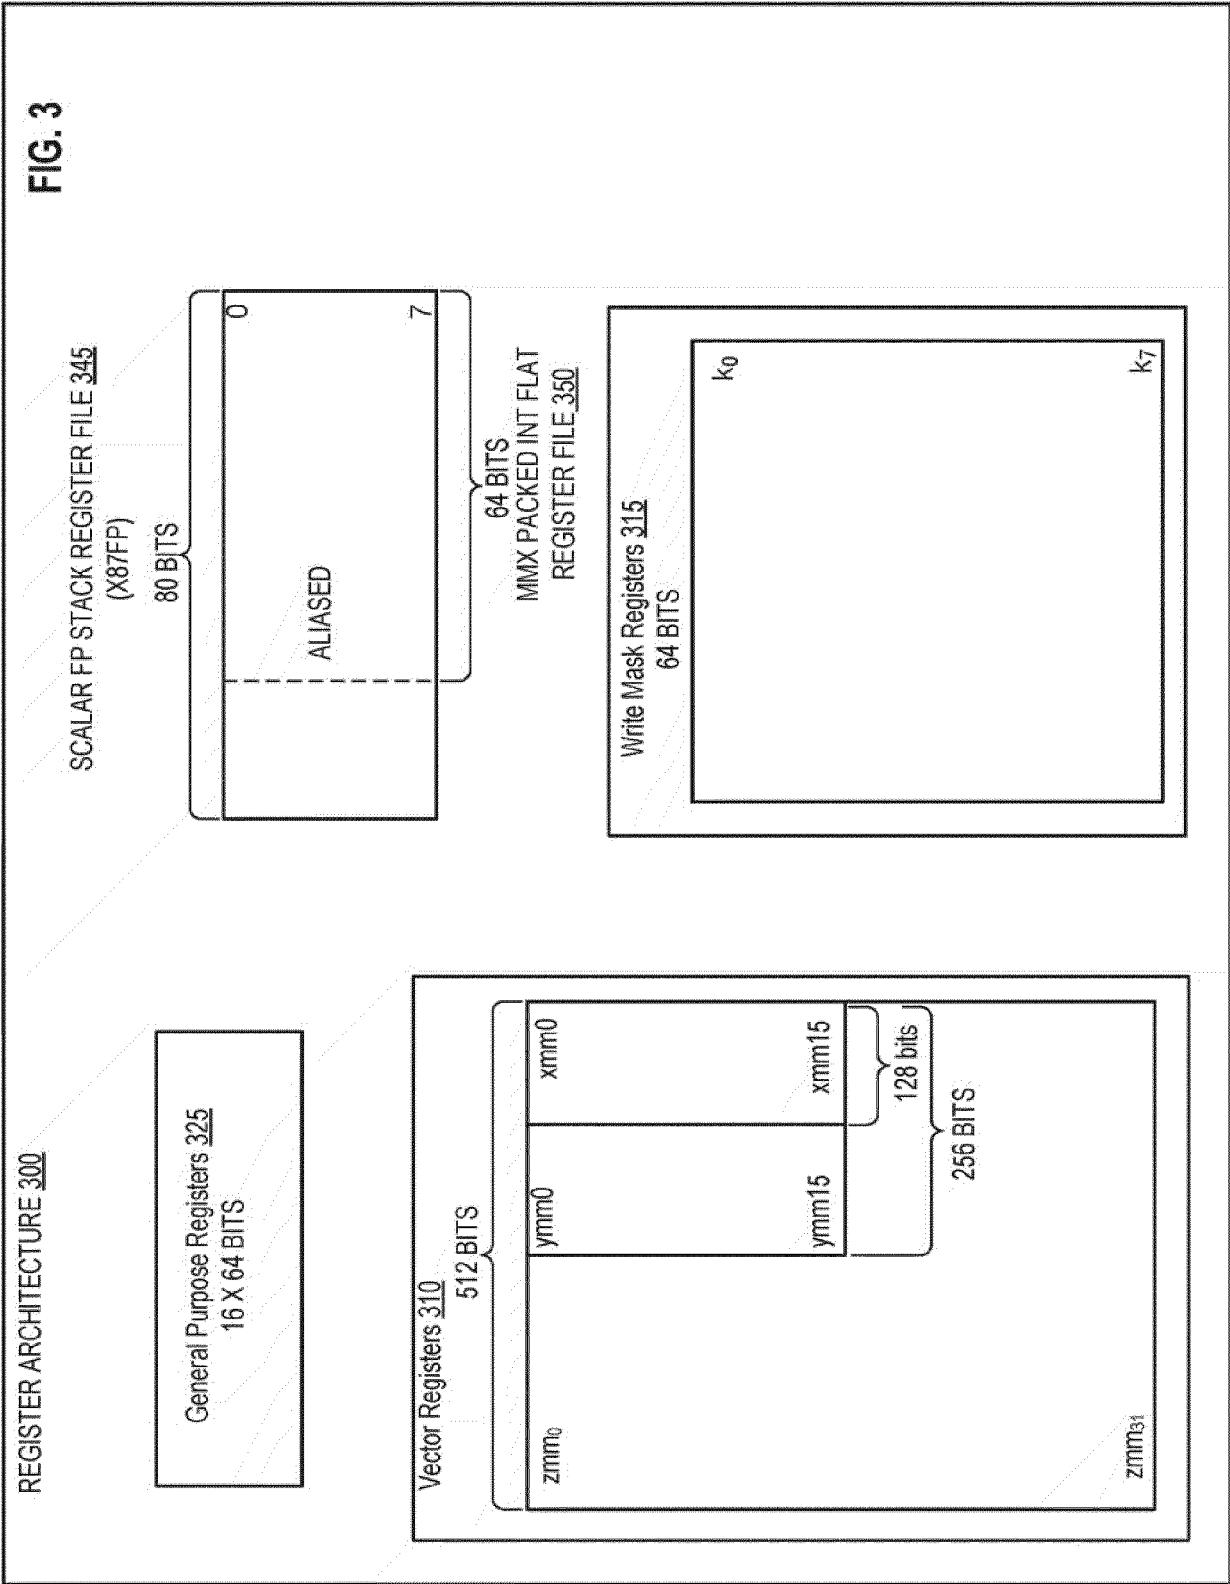 FIG. 3
REGISTER ARCHITECTURE 300
General Purpose Registers 325
16 X 64 BITS
SCALAR FP STACK REGISTER FILE 345
(X87FP)
80 BITS
0
ALIASED
7
64 BITS
MMX PACKED INT FLAT
REGISTER FILE 350
Vector Registers 310
512 BITS
zmm0
ymm0
xmm0
ymm15
xmm15
128 bits
256 BITS
zmm31
Write Mask Registers 315
64 BITS
k0
k7